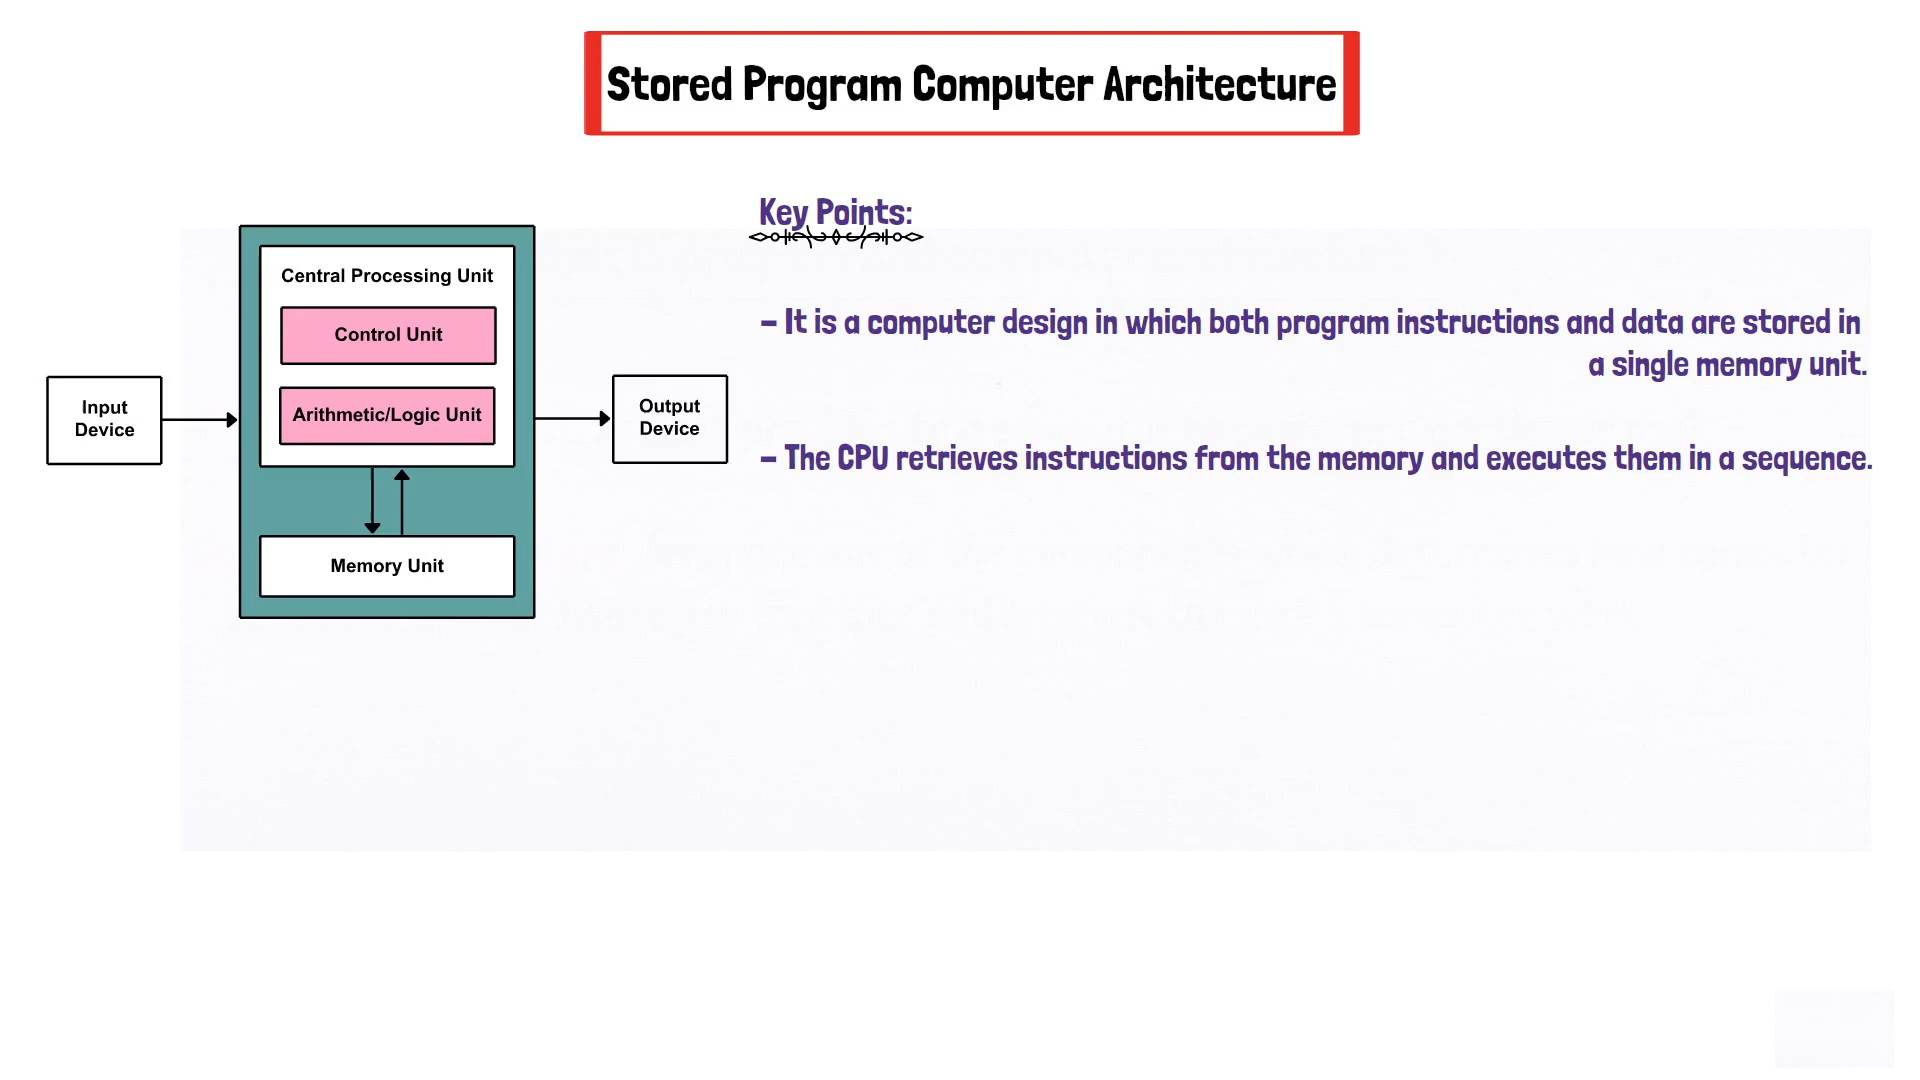 Stored Program Computer Architecture
Key Points:
Central Processing Unit
Control Unit
Arithmetic/Logic Unit
Memory Unit
Input
Device
Output
Device
– It is a computer design in which both program instructions and data are stored in
a single memory unit.
– The CPU retrieves instructions from the memory and executes them in a sequence.